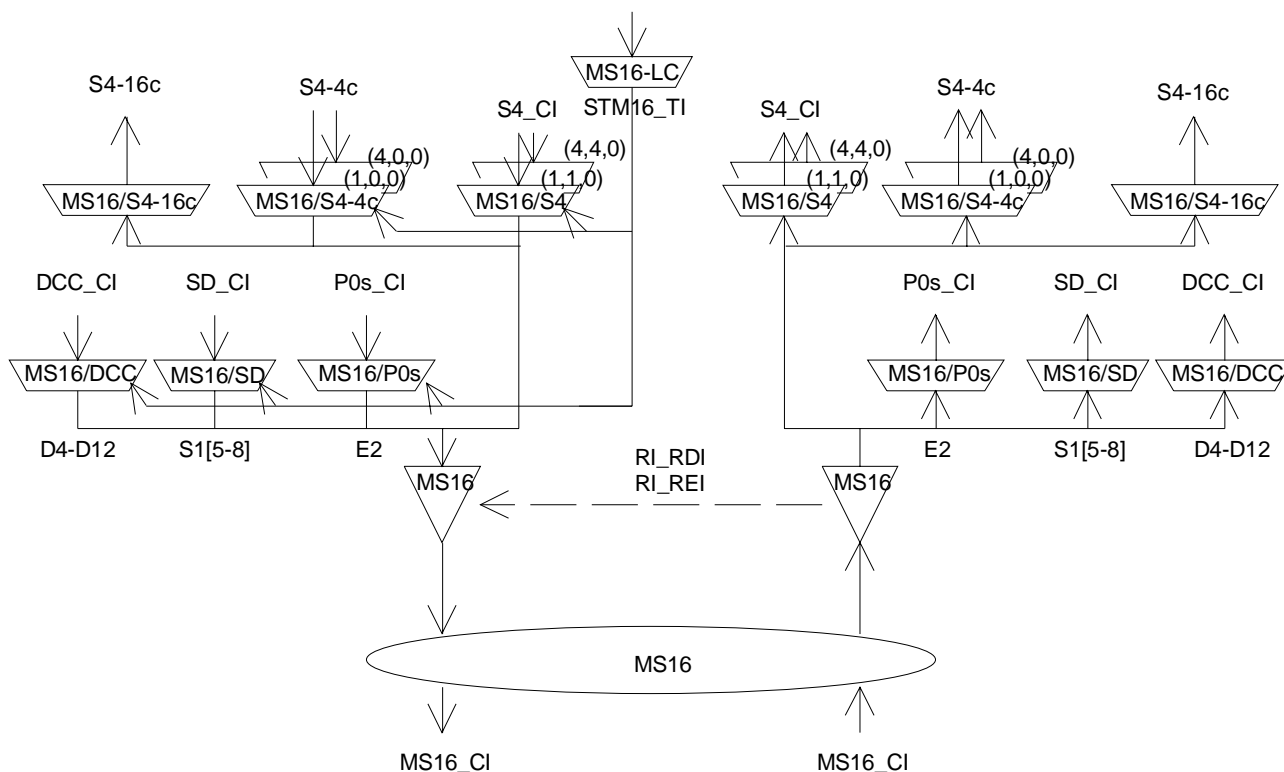 MS16-LC
STM16_TI
S4-16c
S4-4c
S4_CI
S4_CI
S4-4c
S4-16c
(4,0,0)
(4,4,0)
(4,4,0)
(4,0,0)
(1,0,0)
(1,1,0)
(1,1,0)
(1,0,0)
MS16/S4-16c
MS16/S4-4c
MS16/S4
MS16/S4
MS16/S4-4c
MS16/S4-16c
DCC_CI
SD_CI
P0s_CI
P0s_CI
SD_CI
DCC_CI
MS16/DCC
MS16/SD
MS16/P0s
MS16/P0s
MS16/SD
MS16/DCC
D4-D12
S1[5-8]
E2
E2
S1[5-8]
D4-D12
RI_RDI
RI_REI
MS16
MS16
MS16
MS16_CI
MS16_CI